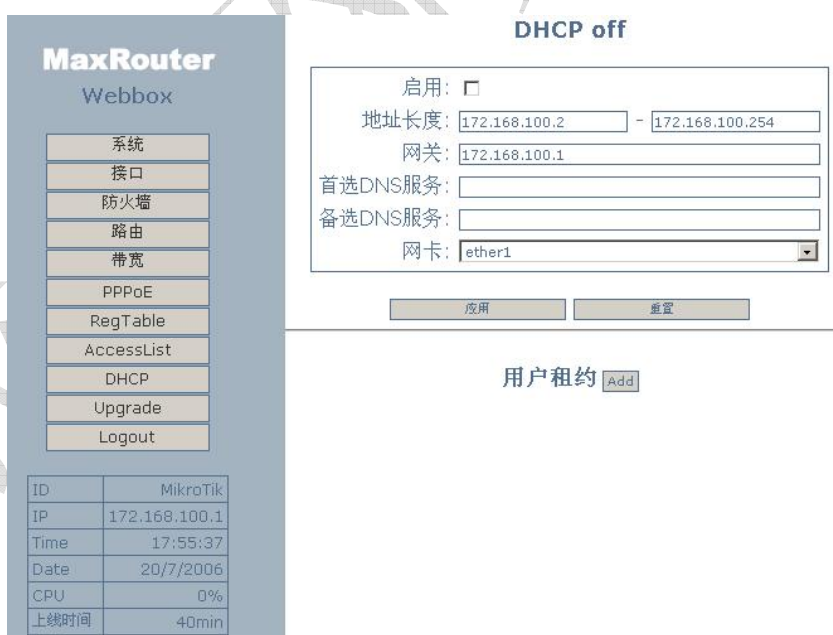 MaxRouter
Webbox
系统
接口
防火墙
路由
带宽
PPPoE
RegTable
AccessList
DHCP
Upgrade
Logout
ID MikroTik
IP 172.168.100.1
Time 17:55:37
Date 20/7/2006
CPU 0%
上线时间 40min
DHCP off
启用:
地址长度: 172.168.100.2 - 172.168.100.254
网关: 172.168.100.1
首选DNS服务:
备选DNS服务:
网卡: ether1
应用 重置
用户租约 Add